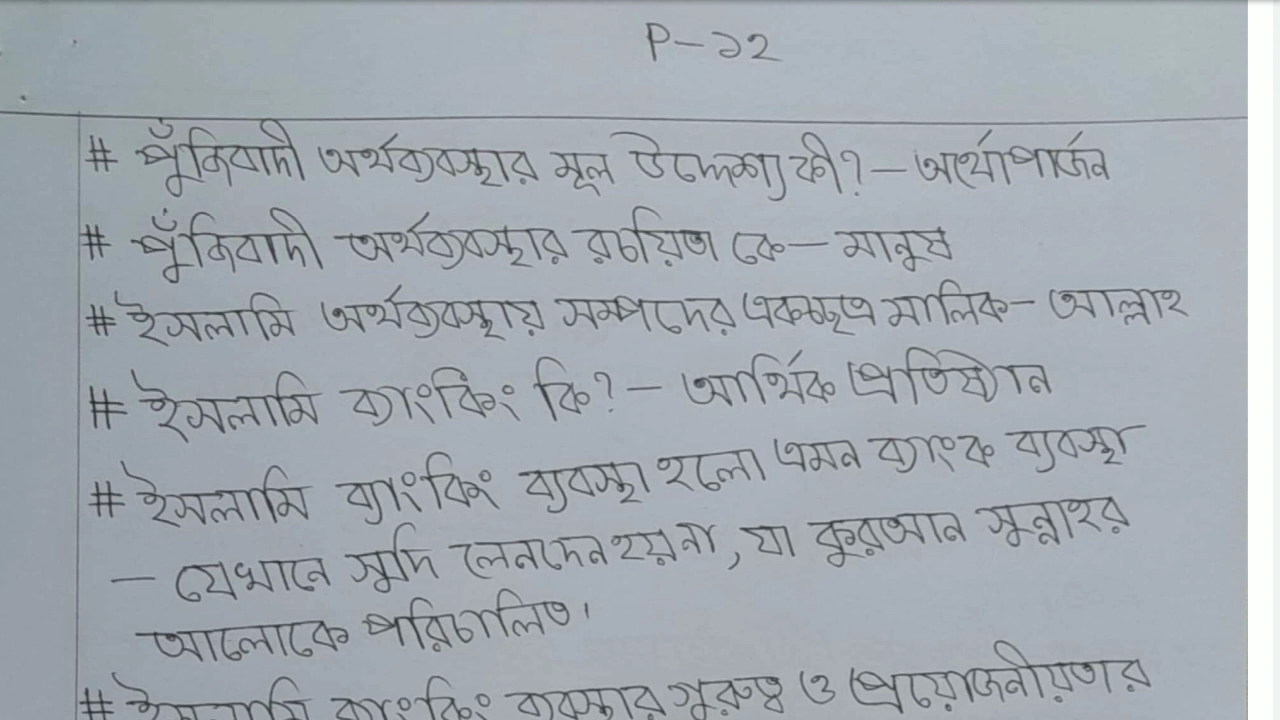 P-১২
# পুঁজিবাদী অর্থব্যবস্থার মূল উদ্দেশ্য কী? - অর্থোপার্জন
# পুঁজিবাদী অর্থব্যবস্থার রচয়িতা কে - মানুষ
# ইসলামি অর্থব্যবস্থায় সম্পদের একচ্ছত্র মালিক - আল্লাহ
# ইসলামি ব্যাংকিং কি? - আর্থিক প্রতিষ্ঠান
# ইসলামি ব্যাংকিং ব্যবস্থা হলো এমন ব্যাংক ব্যবস্থা
- যেখানে সুদি লেনদেন হয়না, যা কুরআন সুন্নাহর
আলোকে পরিচালিত।
# ইসলামি ব্যাংকিং ব্যবস্থার গুরুত্ব ও প্রয়োজনীয়তার